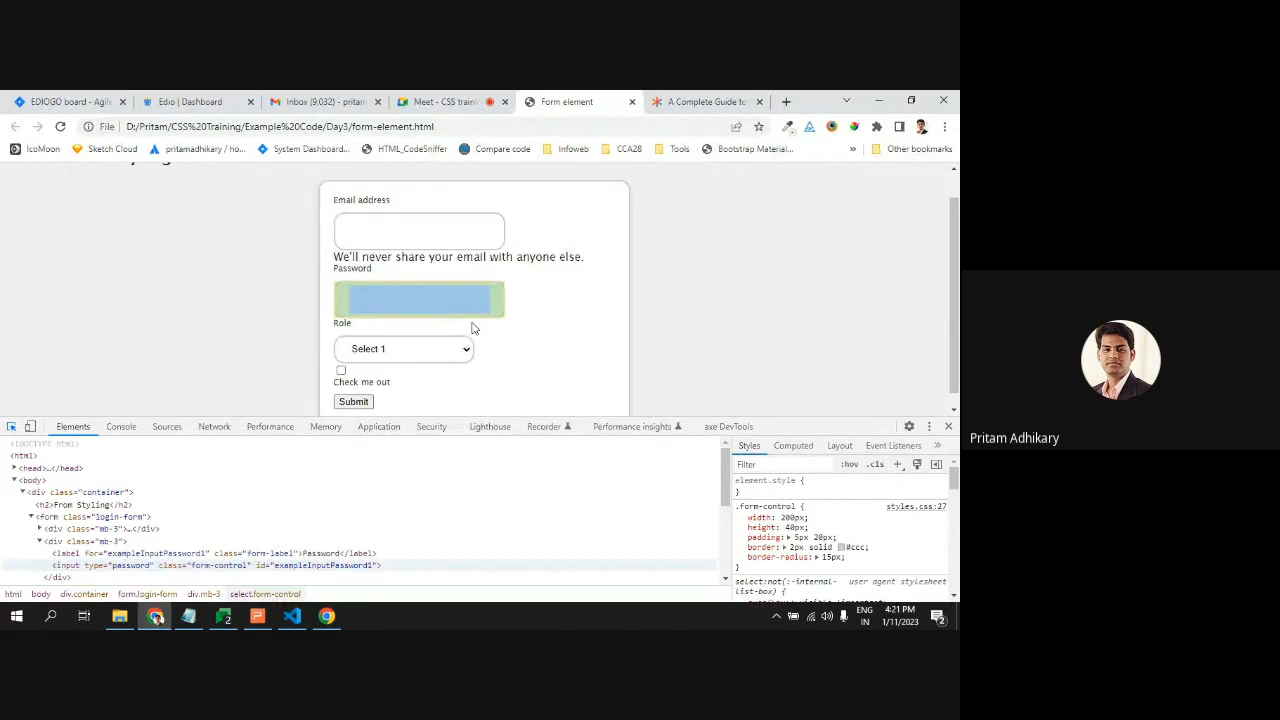 EDIOGO board - Agile
Edio | Dashboard
Inbox (9,032) - pritam
Meet - CSS train
Form element
A Complete Guide to
File D:/Pritam/CSS%20Training/Example%20Code/Day3/form-element.html
IcoMoon
Sketch Cloud
pritamadhikary / ho...
System Dashboard...
HTML_CodeSniffer
Compare code
Infoweb
CCA28
Tools
Bootstrap Material...
»
Other bookmarks
Email address
We'll never share your email with anyone else.
Password
Role
Select 1
Check me out
Submit
Elements
Console
Sources
Network
Performance
Memory
Application
Security
Lighthouse
Recorder
Performance insights
axe DevTools
<!DOCTYPE html>
<html>
<head>…</head>
<body>
<div class="container">
<h2>From Styling</h2>
<form class="login-form">
<div class="mb-3">…</div>
<div class="mb-3">
<label for="exampleInputPassword1" class="form-label">Password</label>
<input type="password" class="form-control" id="exampleInputPassword1">
</div>
html body div.container form.login-form div.mb-3 select.form-control
Styles
Computed
Layout
Event Listeners
»
Filter
:hov .cls +
element.style {
}
.form-control { styles.css:27
width: 200px;
height: 40px;
padding: 5px 20px;
border: 2px solid #ccc;
border-radius: 15px;
}
select:not(:-internal- user agent stylesheet
list-box) {
ENG
IN
4:21 PM
1/11/2023
2
Pritam Adhikary